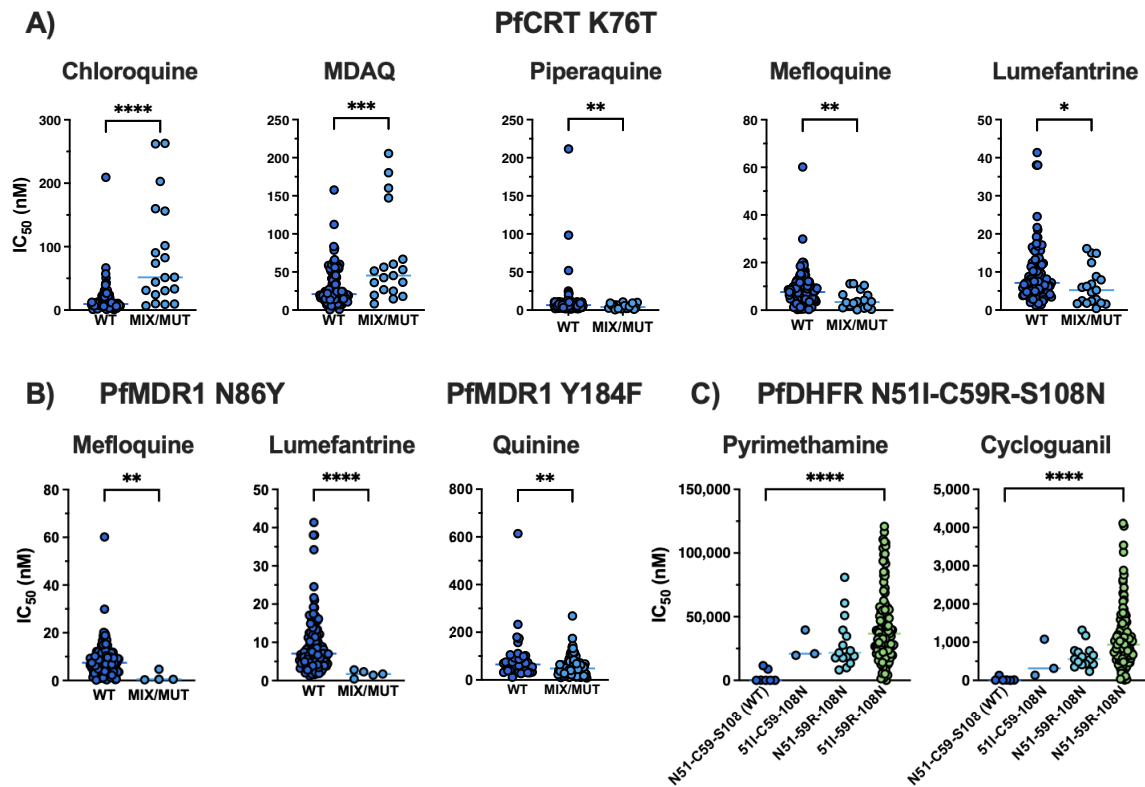 A) PfCRT K76T
Chloroquine MDAQ Piperaquine Mefloquine Lumefantrine
**** *** ** ** *
IC50 (nM)
300
200
100
0
WT MIX/MUT
250
200
150
100
50
0
WT MIX/MUT
250
200
150
100
50
0
WT MIX/MUT
80
60
40
20
0
WT MIX/MUT
50
40
30
20
10
0
WT MIX/MUT
B) PfMDR1 N86Y PfMDR1 Y184F C) PfDHFR N51I-C59R-S108N
Mefloquine Lumefantrine Quinine Pyrimethamine Cycloguanil
** **** ** **** ****
IC50 (nM)
80
60
40
20
0
WT MIX/MUT
50
40
30
20
10
0
WT MIX/MUT
800
600
400
200
0
WT MIX/MUT
IC50 (nM)
150,000
100,000
50,000
0
N51-C59-S108 (WT)
51I-C59-108N
N51-59R-108N
51I-59R-108N
5,000
4,000
3,000
2,000
1,000
0
N51-C59-S108 (WT)
51I-C59-108N
N51-59R-108N
N51-59R-108N